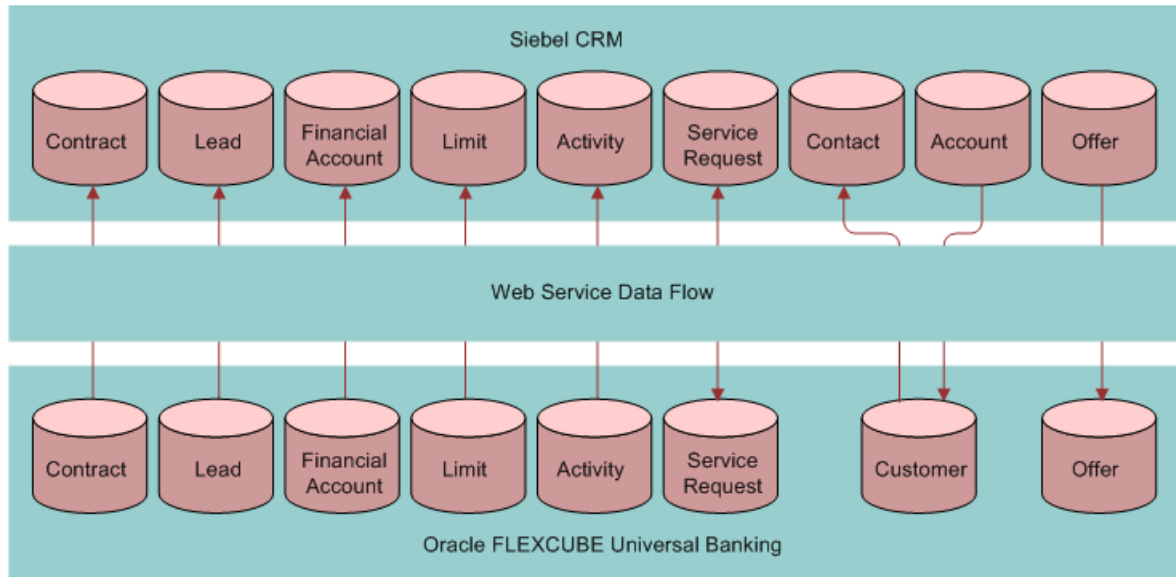 Siebel CRM
Contract
Lead
Financial
Account
Limit
Activity
Service
Request
Contact
Account
Offer
Web Service Data Flow
Contract
Lead
Financial
Account
Limit
Activity
Service
Request
Customer
Offer
Oracle FLEXCUBE Universal Banking